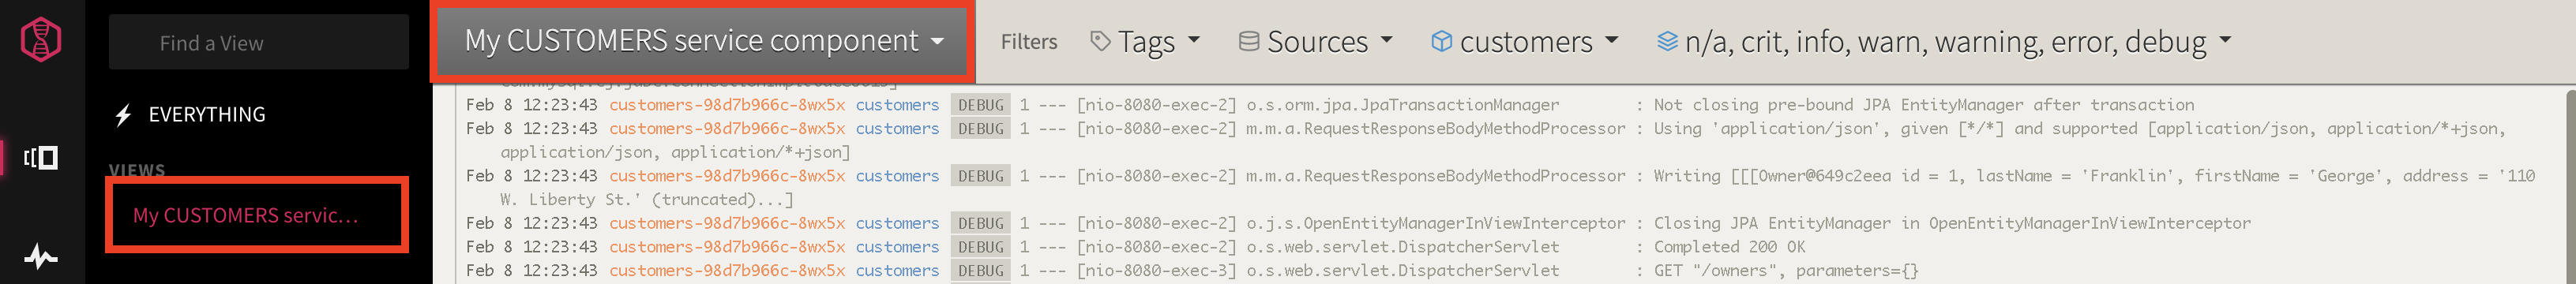 Find a View
EVERYTHING
VIEWS
My CUSTOMERS servic...
My CUSTOMERS service component
Filters Tags Sources customers n/a, crit, info, warn, warning, error, debug
Feb 8 12:23:43 customers-98d7b966c-8wx5x customers DEBUG 1 --- [nio-8080-exec-2] o.s.orm.jpa.JpaTransactionManager : Not closing pre-bound JPA EntityManager after transaction
Feb 8 12:23:43 customers-98d7b966c-8wx5x customers DEBUG 1 --- [nio-8080-exec-2] m.m.a.RequestResponseBodyMethodProcessor : Using 'application/json', given [*/*] and supported [application/json, application/*+json,
application/json, application/*+json]
Feb 8 12:23:43 customers-98d7b966c-8wx5x customers DEBUG 1 --- [nio-8080-exec-2] m.m.a.RequestResponseBodyMethodProcessor : Writing [[[Owner@649c2eea id = 1, lastName = 'Franklin', firstName = 'George', address = '110
W. Liberty St.' (truncated)...]
Feb 8 12:23:43 customers-98d7b966c-8wx5x customers DEBUG 1 --- [nio-8080-exec-2] o.j.s.OpenEntityManagerInViewInterceptor : Closing JPA EntityManager in OpenEntityManagerInViewInterceptor
Feb 8 12:23:43 customers-98d7b966c-8wx5x customers DEBUG 1 --- [nio-8080-exec-2] o.s.web.servlet.DispatcherServlet : Completed 200 OK
Feb 8 12:23:43 customers-98d7b966c-8wx5x customers DEBUG 1 --- [nio-8080-exec-3] o.s.web.servlet.DispatcherServlet : GET "/owners", parameters={}